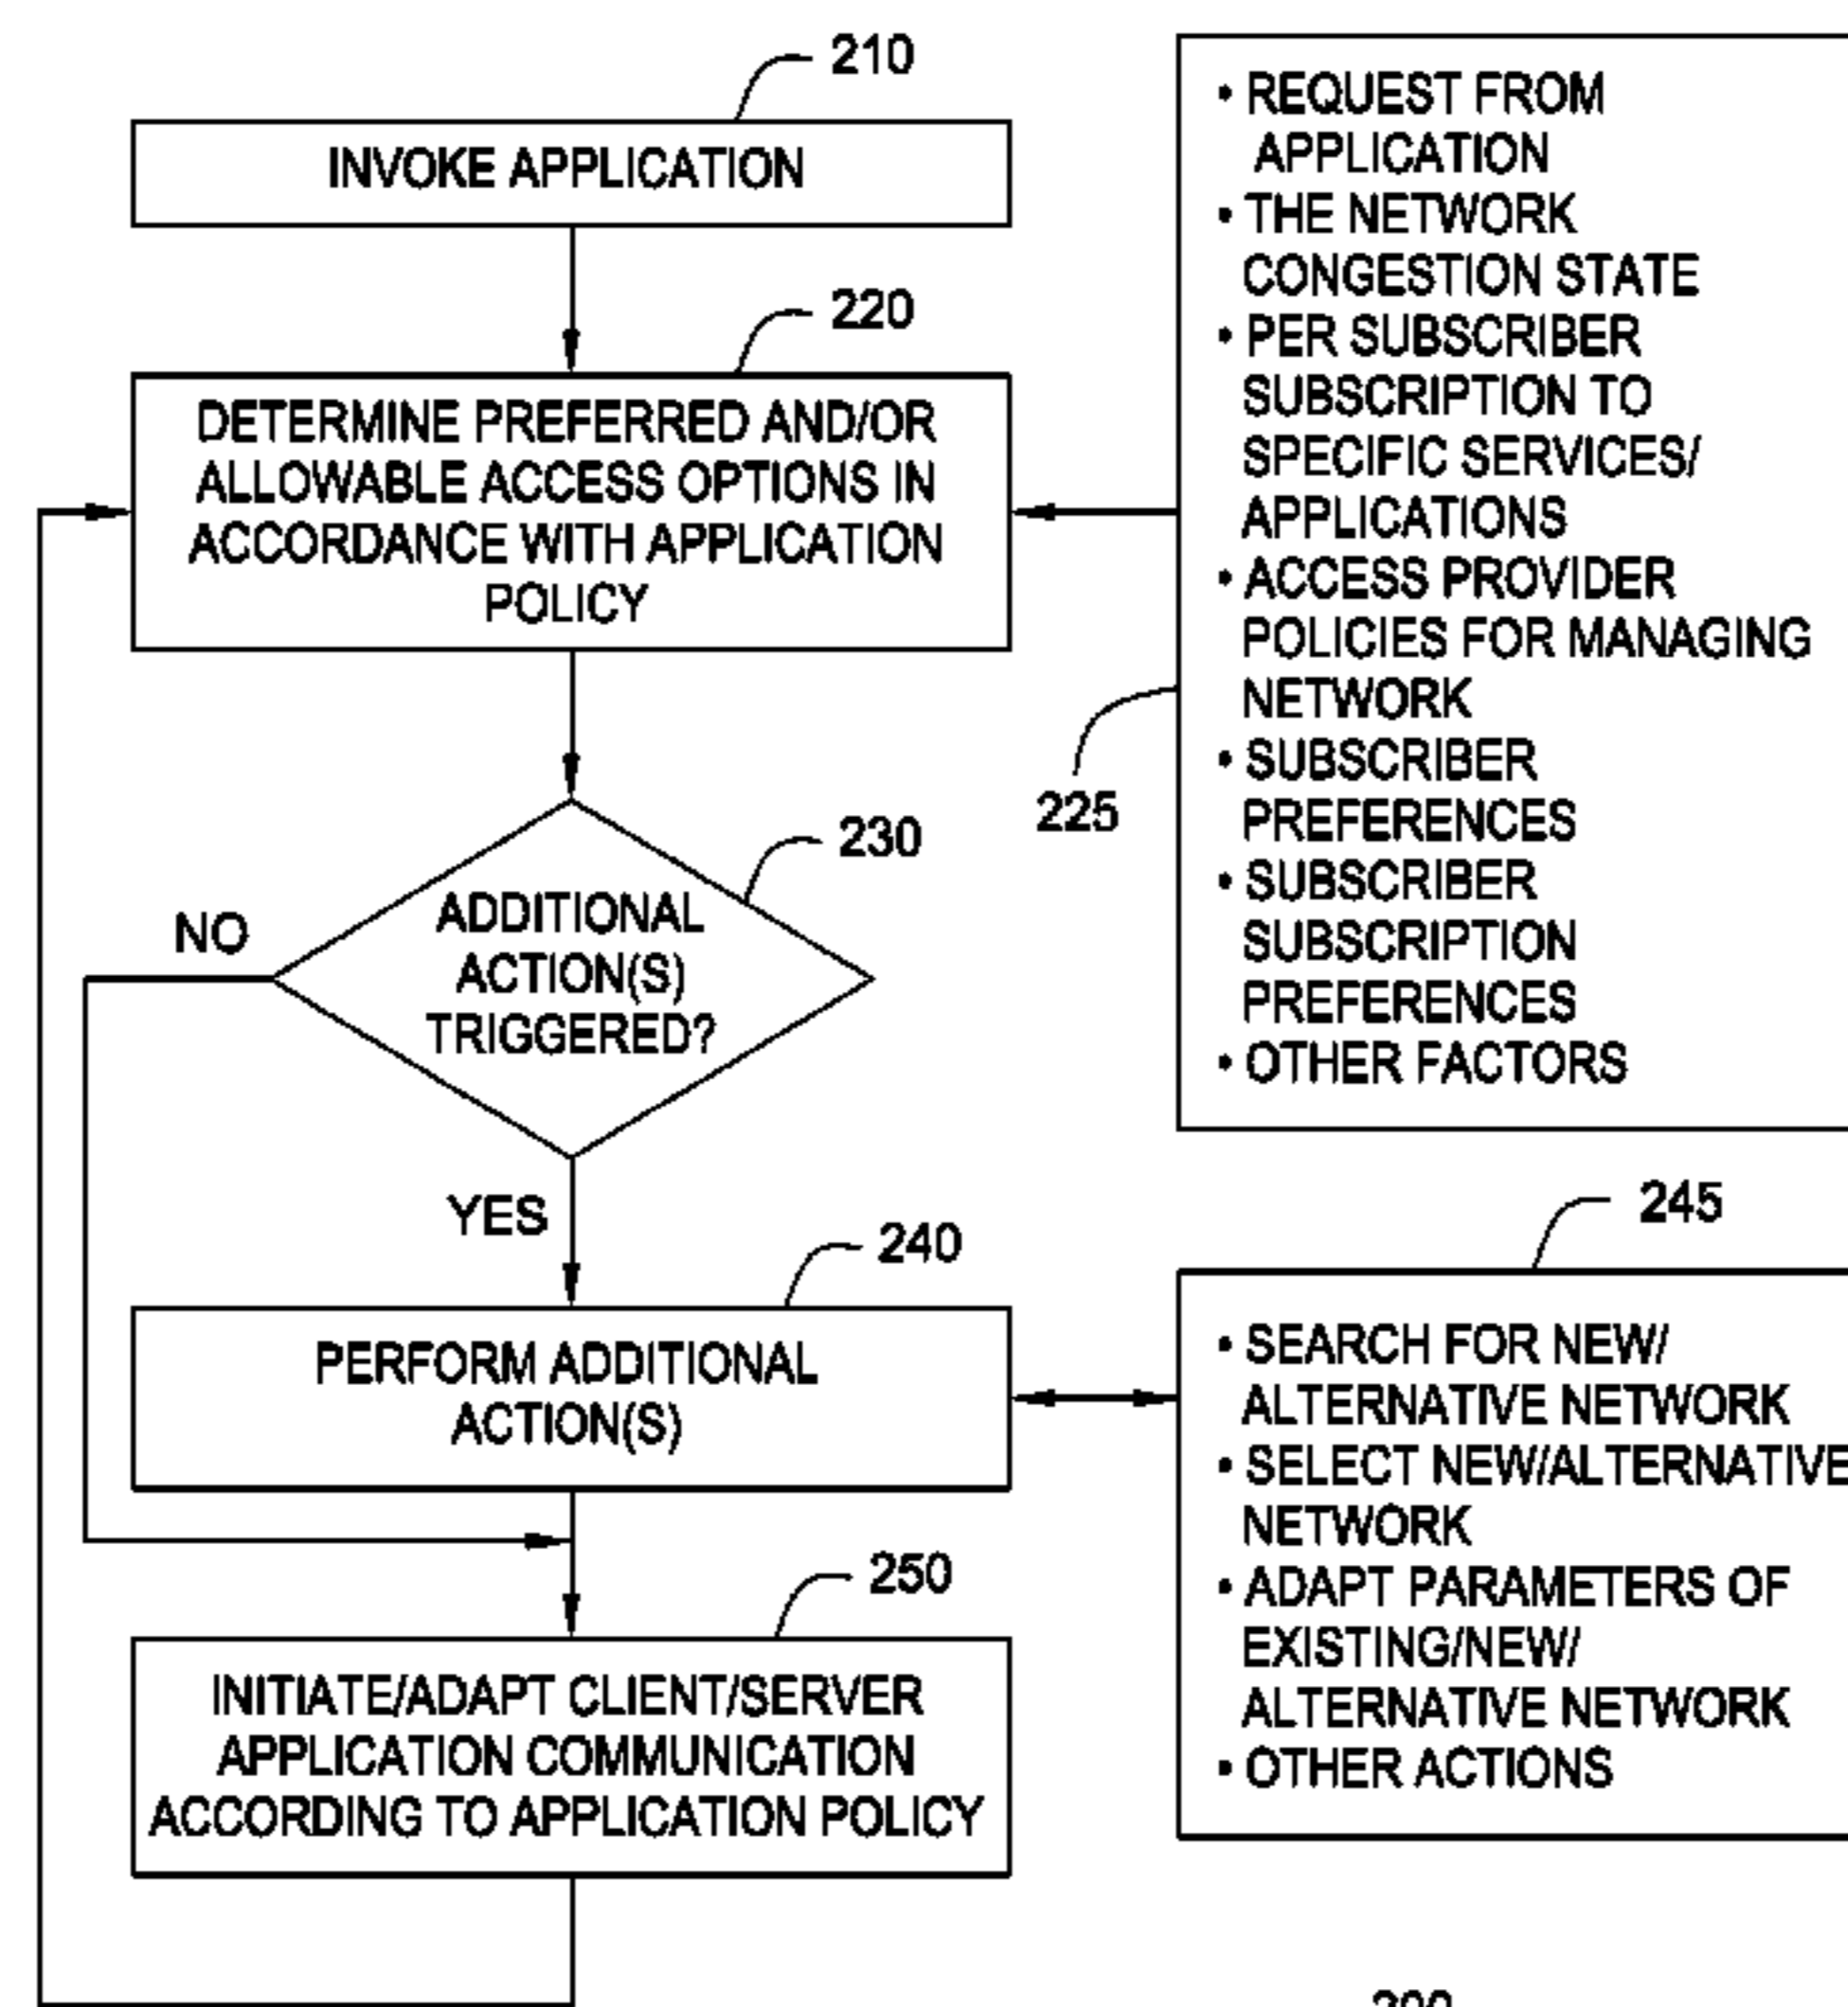 210
INVOKE APPLICATION
220
DETERMINE PREFERRED AND/OR
ALLOWABLE ACCESS OPTIONS IN
ACCORDANCE WITH APPLICATION
POLICY
230
ADDITIONAL
ACTION(S)
TRIGGERED?
NO
YES
240
PERFORM ADDITIONAL
ACTION(S)
250
INITIATE/ADAPT CLIENT/SERVER
APPLICATION COMMUNICATION
ACCORDING TO APPLICATION POLICY
• REQUEST FROM
APPLICATION
• THE NETWORK
CONGESTION STATE
• PER SUBSCRIBER
SUBSCRIPTION TO
SPECIFIC SERVICES/
APPLICATIONS
• ACCESS PROVIDER
POLICIES FOR MANAGING
NETWORK
• SUBSCRIBER
PREFERENCES
• SUBSCRIBER
SUBSCRIPTION
PREFERENCES
• OTHER FACTORS
225
245
• SEARCH FOR NEW/
ALTERNATIVE NETWORK
• SELECT NEW/ALTERNATIVE
NETWORK
• ADAPT PARAMETERS OF
EXISTING/NEW/
ALTERNATIVE NETWORK
• OTHER ACTIONS